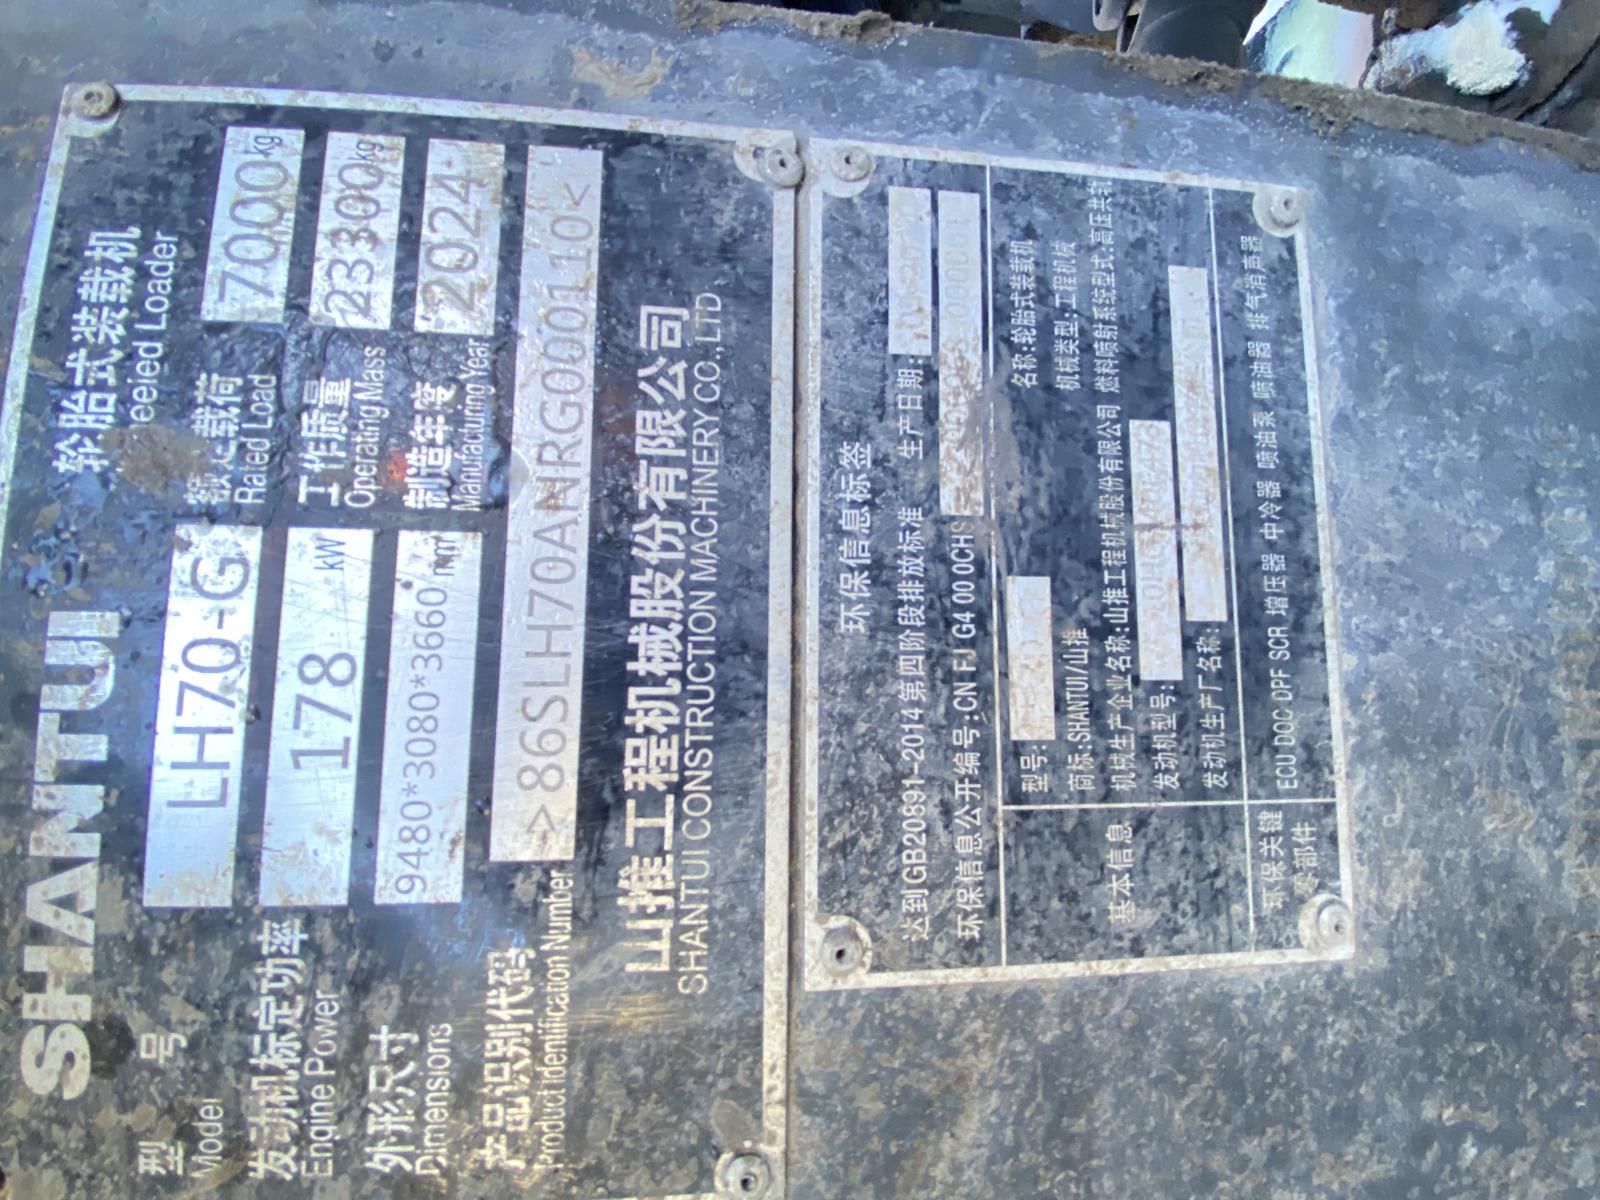 SHANTUI 轮胎式装载机
Loader
型 号 LH70-G 额定载荷 7000 kg
Model Rated Load
发动机标定功率 178 kW 工作质量 23300 kg
Engine Power Operating Mass
外形尺寸 9480*3080*3660 mm 制造年度 2024
Dimensions Manufacturing Year
产品识别代码 >86SLH70ANRG000110<
Product Identification Number
山推工程机械股份有限公司
SHANTUI CONSTRUCTION MACHINERY CO.,LTD
环保信息标签
达到GB20891-2014第四阶段排放标准 生产日期:
环保信息公开编号:CN FJ G4 00 0CHS
型号: 名称:轮胎式装载机
商标:SHANTUI/山推 机械类型:工程机械
基本信息 机械生产企业名称:山推工程机械股份有限公司 燃料喷射系统型式:高压共轨
发动机型号:
发动机生产厂名称:
环保关键零部件 ECU DOC DPF SCR 增压器 中冷器 喷油泵 喷油器 排气消声器